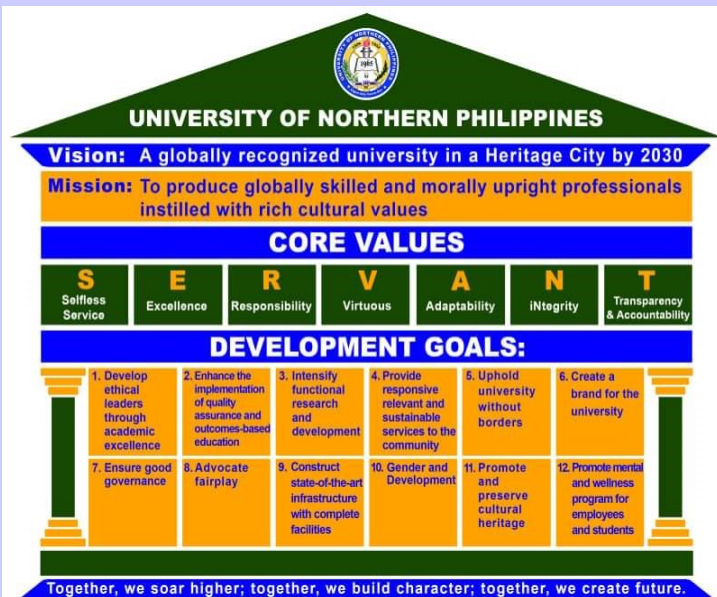 UNIVERSITY OF NORTHERN PHILIPPINES
1965
UNIVERSITY OF NORTHERN PHILIPPINES
Vision: A globally recognized university in a Heritage City by 2030
Mission: To produce globally skilled and morally upright professionals
instilled with rich cultural values
CORE VALUES
S
Selfless
Service
E
Excellence
R
Responsibility
V
Virtuous
A
Adaptability
N
iNtegrity
T
Transparency
& Accountability
DEVELOPMENT GOALS:
1. Develop
ethical
leaders
through
academic
excellence
2. Enhance the
implementation
of quality
assurance and
outcomes-based
education
3. Intensify
functional
research
and
development
4. Provide
responsive
relevant and
sustainable
services to the
community
5. Uphold
university
without
borders
6. Create a
brand for the
university
7. Ensure good
governance
8. Advocate
fairplay
9. Construct
state-of-the-art
infrastructure
with complete
facilities
10. Gender and
Development
11. Promote
and
preserve
cultural
heritage
12. Promote mental
and wellness
program for
employees
and students
Together, we soar higher; together, we build character; together, we create future.